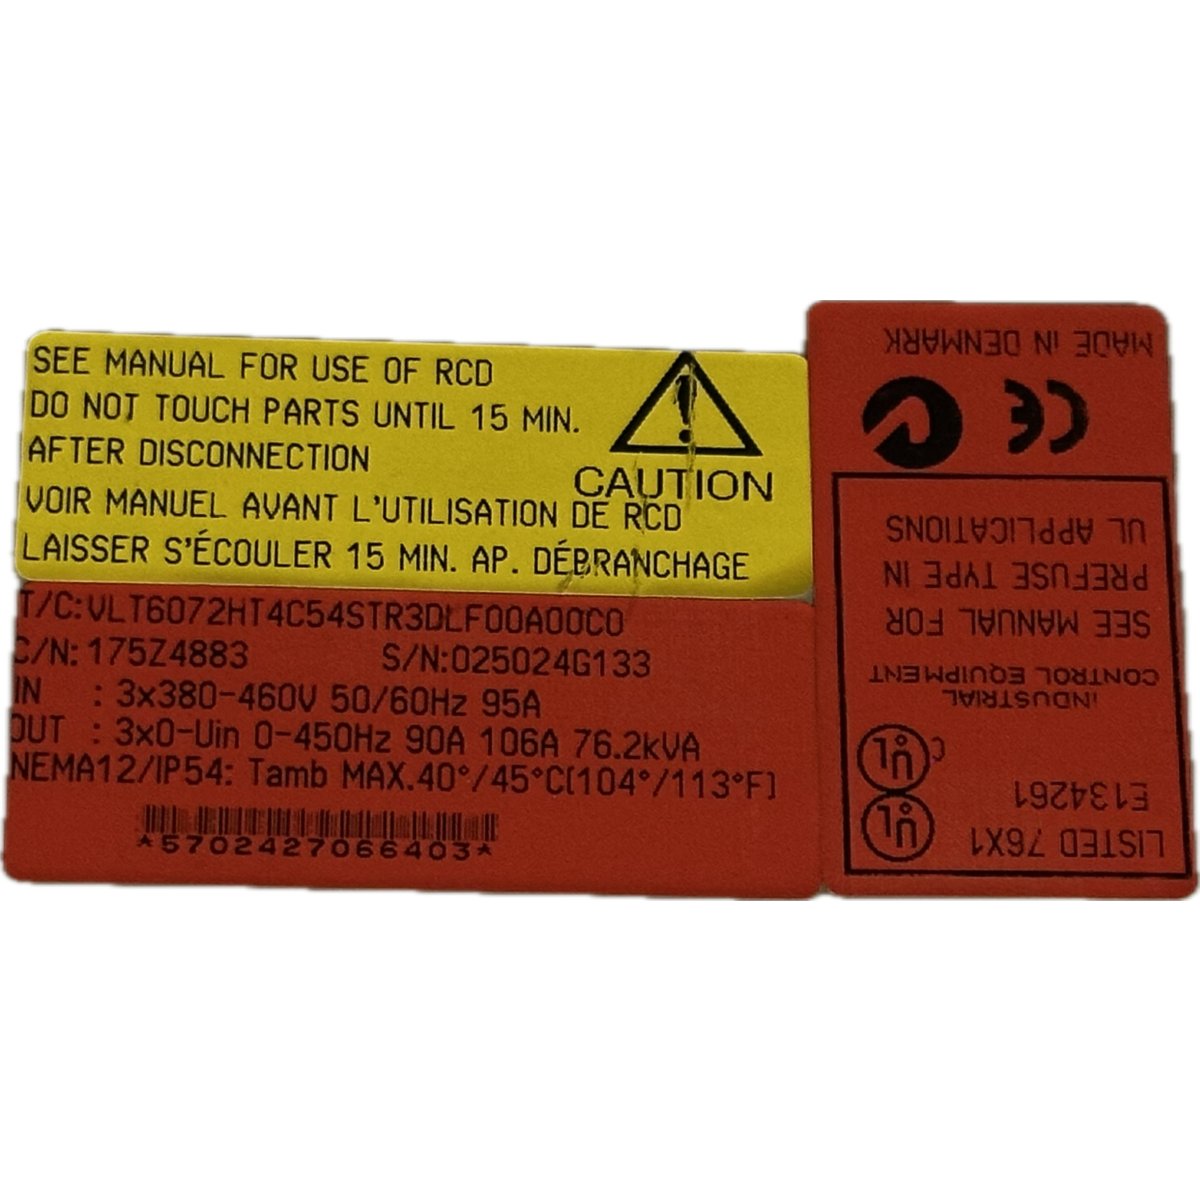 SEE MANUAL FOR USE OF RCD
DO NOT TOUCH PARTS UNTIL 15 MIN.
AFTER DISCONNECTION
CAUTION
VOIR MANUEL AVANT L'UTILISATION DE RCD
LAISSER S'ÉCOULER 15 MIN. AP. DÉBRANCHAGE
T/C:VLT6072HT4C54STR3DLF00A00C0
C/N: 175Z4883 S/N:025024G133
IN : 3x380-460V 50/60Hz 95A
OUT : 3x0-Uin 0-450Hz 90A 106A 76.2kVA
NEMA12/IP54: Tamb MAX.40°/45°C(104°/113°F)
*5702427066403*
LISTED 76X1
E134261
UL
C UL
INDUSTRIAL
CONTROL EQUIPMENT
SEE MANUAL FOR
PREFUSE TYPE IN
UL APPLICATIONS
CE
MADE IN DENMARK